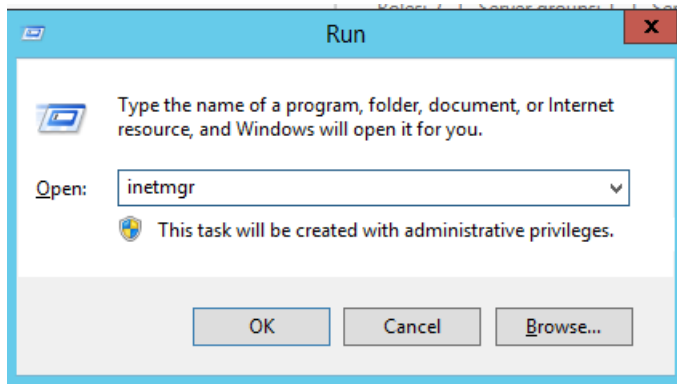 Run
x
Type the name of a program, folder, document, or Internet
resource, and Windows will open it for you.
Open: inetmgr
This task will be created with administrative privileges.
OK Cancel Browse...